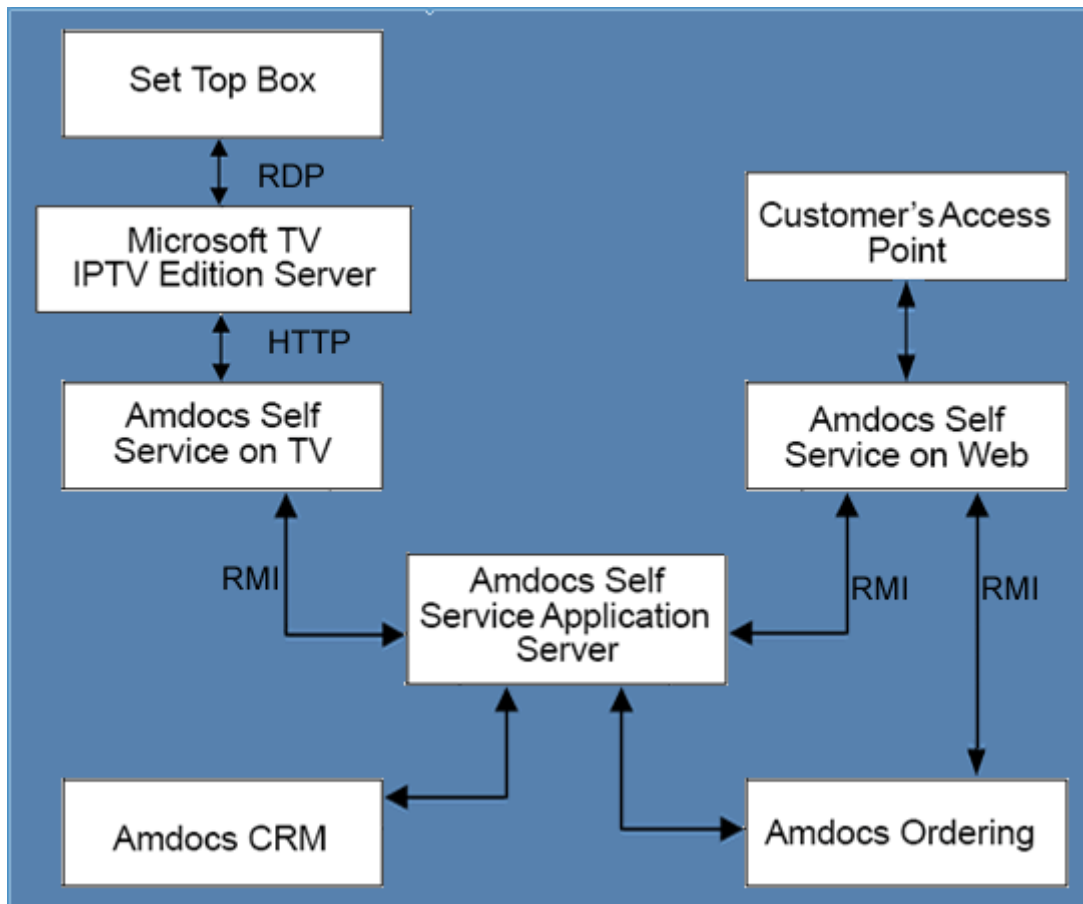 Set Top Box
RDP
Microsoft TV
IPTV Edition Server
HTTP
Amdocs Self
Service on TV
Customer's Access
Point
Amdocs Self
Service on Web
RMI
Amdocs Self
Service Application
Server
RMI
RMI
Amdocs CRM
Amdocs Ordering